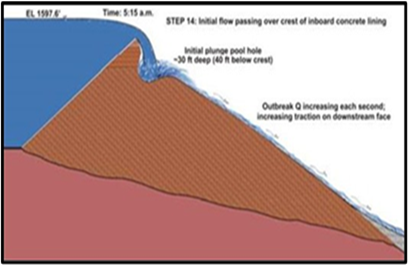 EL 1597.6' Time: 5:15 a.m.
STEP 14: Initial flow passing over crest of inboard concrete lining
Initial plunge pool hole
~30 ft deep (40 ft below crest)
Outbreak Q increasing each second;
increasing traction on downstream face